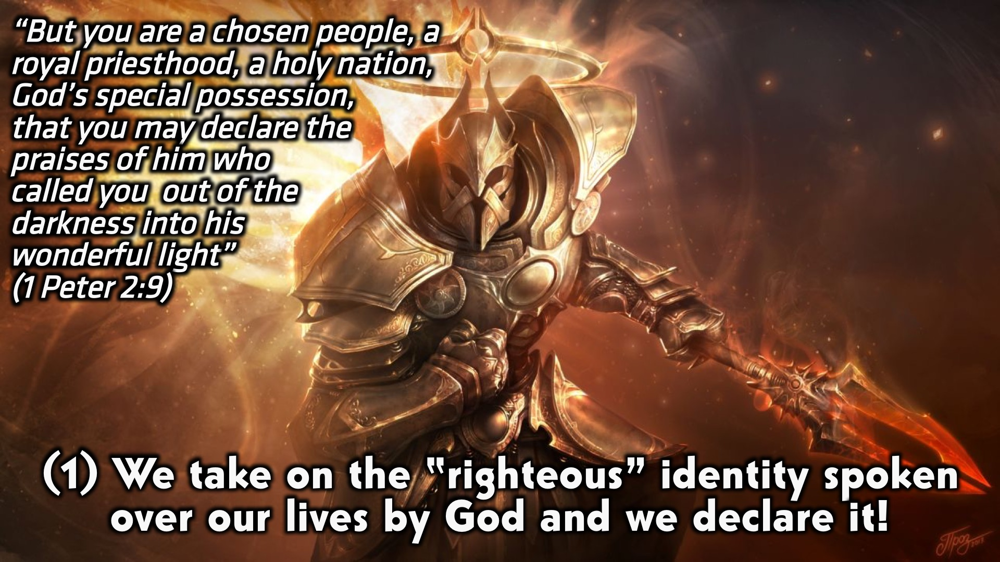 “But you are a chosen people, a
royal priesthood, a holy nation,
God’s special possession,
that you may declare the
praises of him who
called you  out of the
darkness into his
wonderful light”
(1 Peter 2:9)
(1) We take on the “righteous” identity spoken
over our lives by God and we declare it!